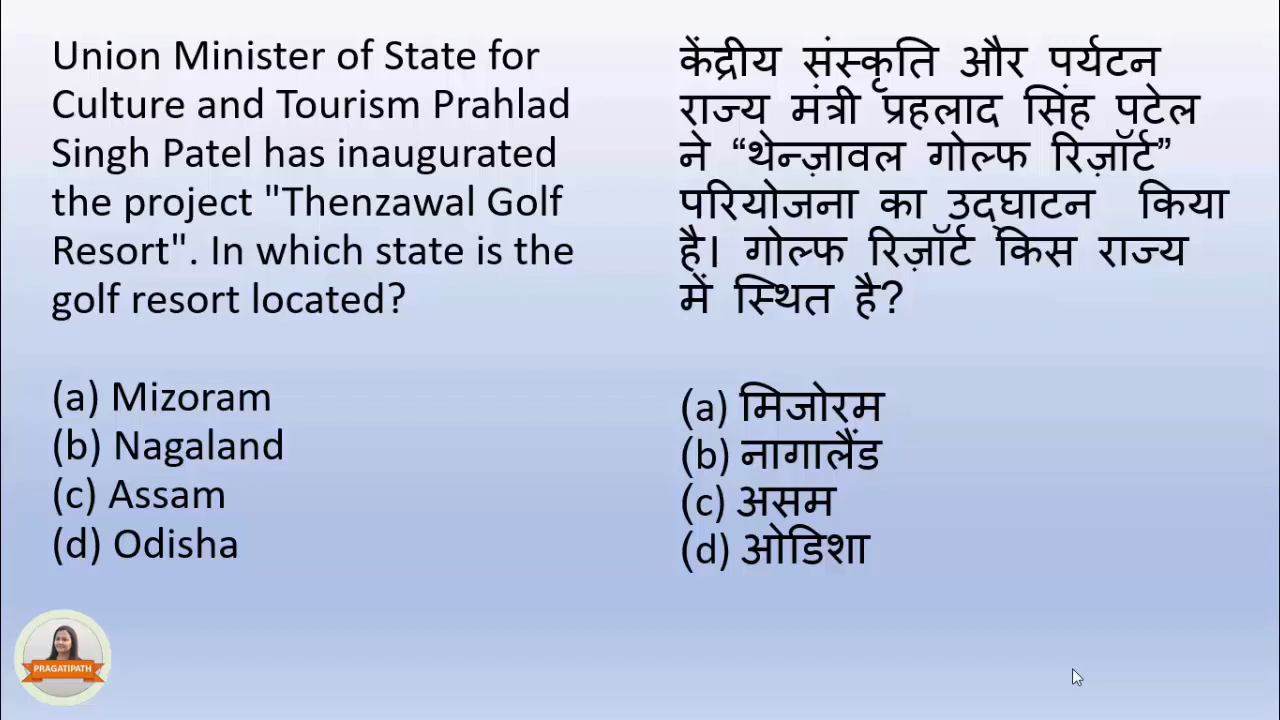 Union Minister of State for
Culture and Tourism Prahlad
Singh Patel has inaugurated
the project "Thenzawal Golf
Resort". In which state is the
golf resort located?
(a) Mizoram
(b) Nagaland
(c) Assam
(d) Odisha
केंद्रीय संस्कृति और पर्यटन
राज्य मंत्री प्रहलाद सिंह पटेल
ने “थेन्ज़ावल गोल्फ रिज़ॉर्ट”
परियोजना का उद्घाटन किया
है। गोल्फ रिज़ॉर्ट किस राज्य
में स्थित है?
(a) मिजोरम
(b) नागालैंड
(c) असम
(d) ओडिशा
PRAGATIPATH